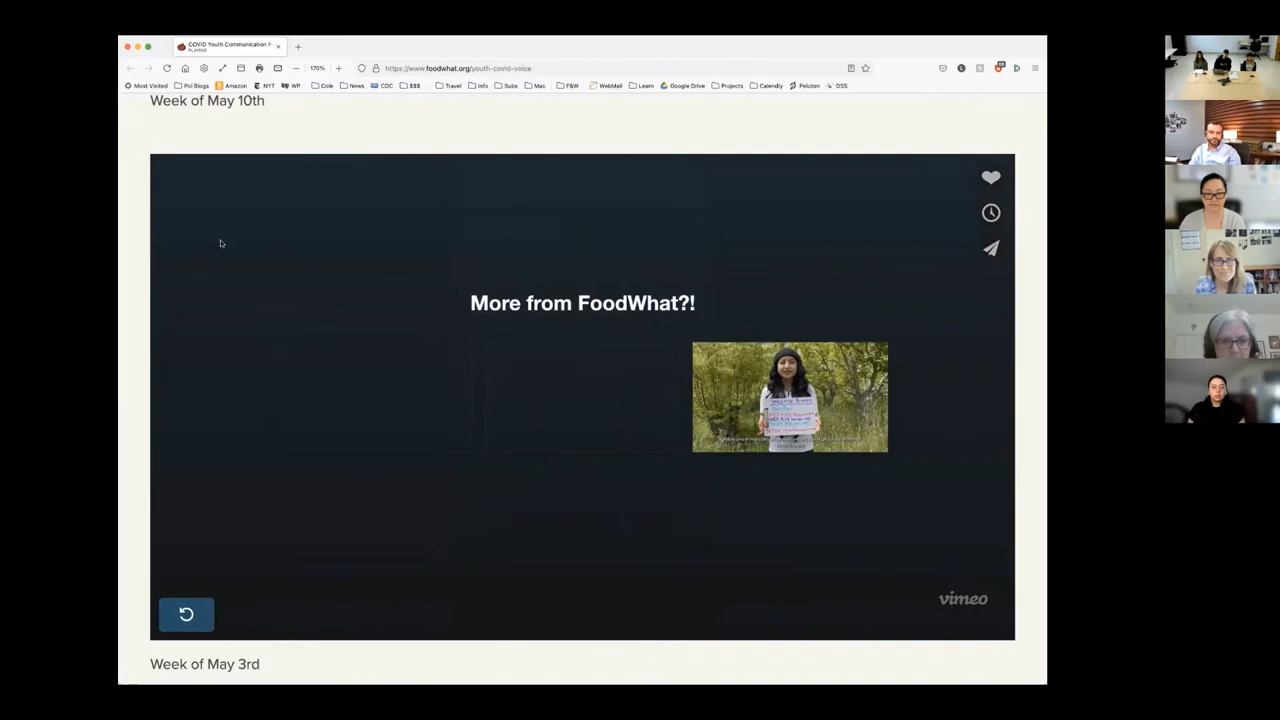 COVID Youth Communication P
PLAYING
170%
https://www.foodwhat.org/youth-covid-voice
Most Visited Pol Blogs Amazon NYT WP Cole News CDC $$$ Travel Info Subs Mac F&W WebMail Learn Google Drive Projects Calendly Peloton DSS
Week of May 10th
More from FoodWhat?!
vimeo
Week of May 3rd